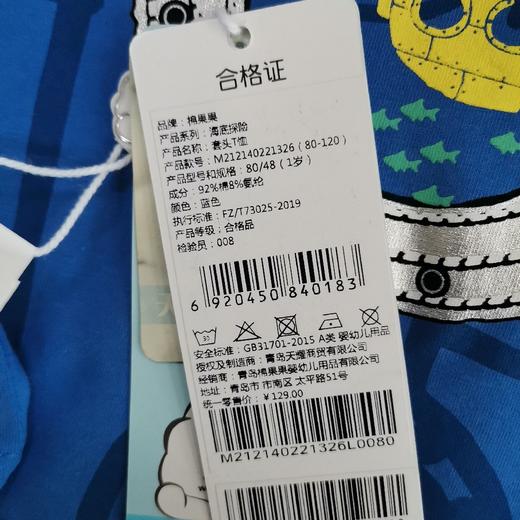 合格证
品牌：棉巢巢
产品系列：海底探险
产品名称：套头T恤
产品款号：M212140221326（80-120）
产品型号和规格：80/48（1岁）
成分：92%棉8%氨纶
颜色：蓝色
执行标准：FZ/T73025-2019
产品等级：合格品
检验员：008
6 920450 840183
安全标准：GB31701-2015 A类 婴幼儿用品
授权及制造商：青岛天耀商贸有限公司
经销商：青岛棉巢巢婴幼儿用品有限公司
地址：青岛市 市南区 太平路51号
统一零售价：￥129.00
M212140221326L0080